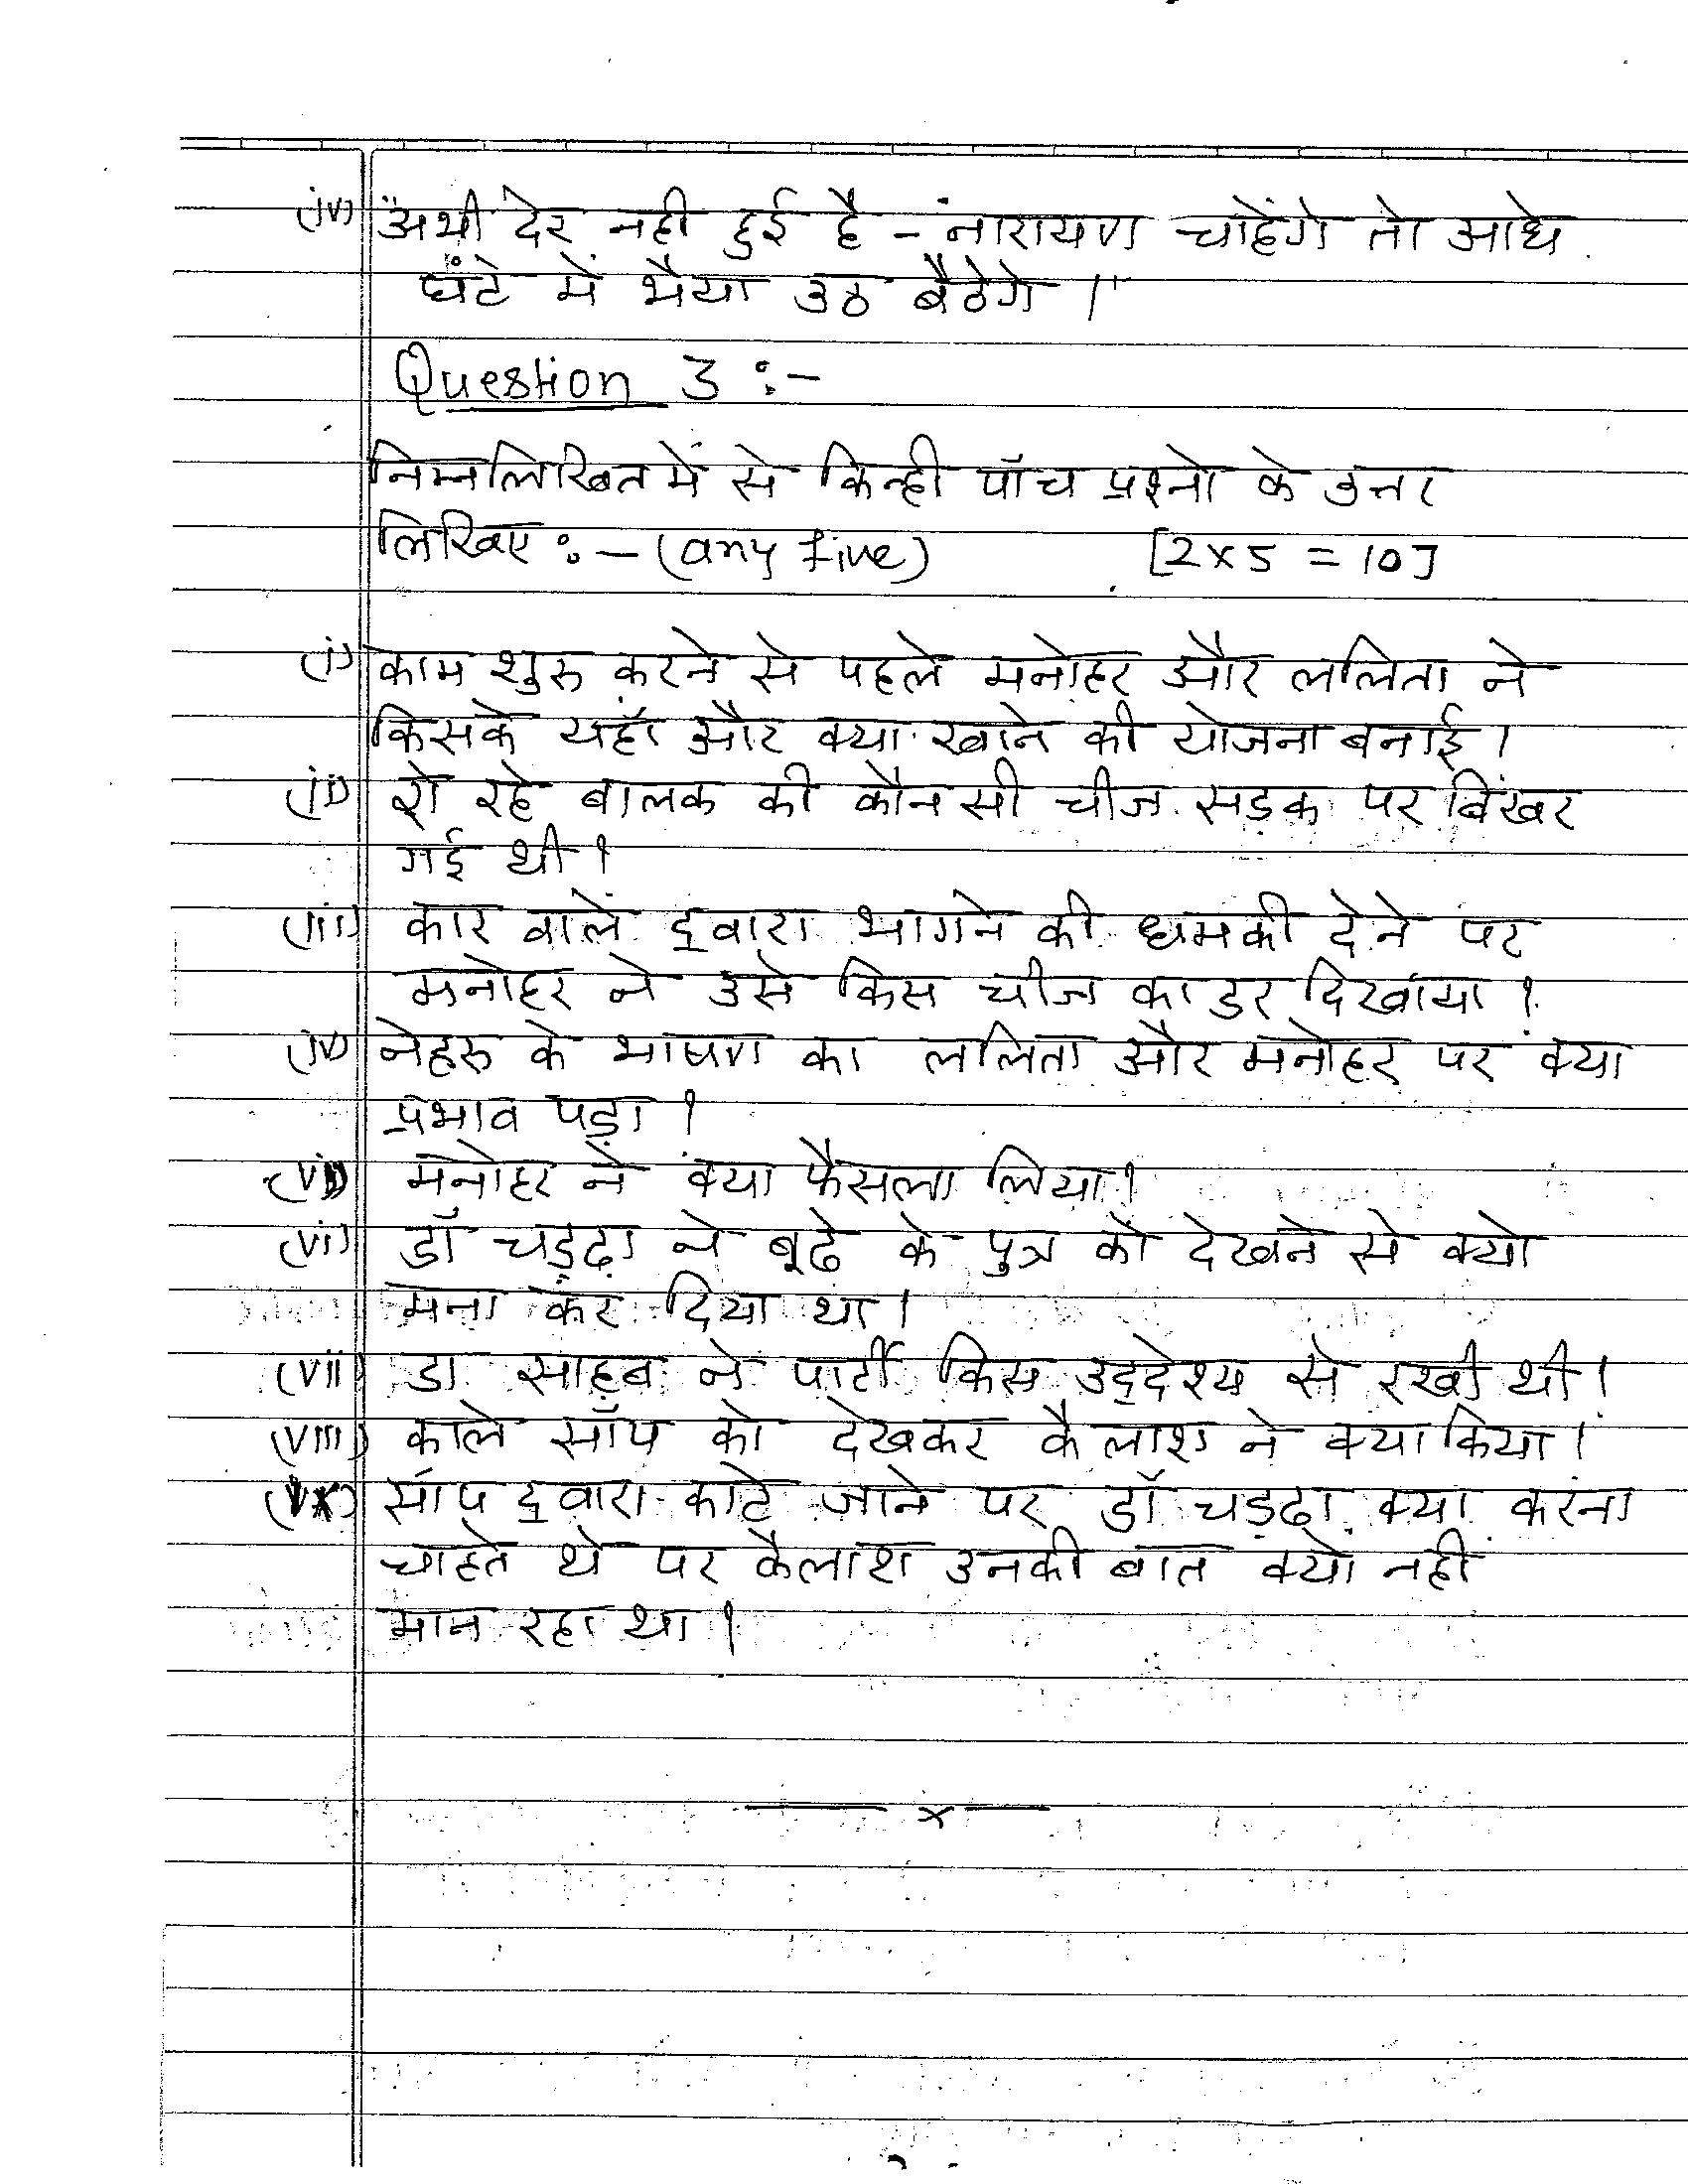 (iv) "अभी देर नही हुई है - नारायण चाहेंगे तो आधे
घंटे में भैया उठ बैठेगे ।"
Question 3 :-
निम्नलिखित में से किन्ही पाँच प्रश्नो के उत्तर
लिखिए :- (any five) [2 x 5 = 10]
(i) काम शुरु करने से पहले मनोहर और ललिता ने
किसके यहाँ और क्या खाने की योजना बनाई ।
(ii) रो रहे बालक की कौन सी चीज सड़क पर बिखर
गई थी ।
(iii) कार वाले द्वारा भागने की धमकी देने पर
मनोहर ने उसे किस चीज का डर दिखाया ।
(iv) नेहरु के भाषण का ललिता और मनोहर पर क्या
प्रभाव पड़ा ।
(v) मनोहर ने क्या फैसला लिया ।
(vi) डॉ चड्ढा ने बूढे के पुत्र को देखने से क्यो
मना कर दिया था ।
(vii) डा साहब ने पार्टी किस उद्देश्य से रखी थी ।
(viii) काले साँप को देखकर कैलाश ने क्या किया ।
(ix) साँप द्वारा काटे जाने पर डॉ चड्ढा क्या करना
चाहते थे पर कैलाश उनकी बात क्यो नही
मान रहा था ।
— x —